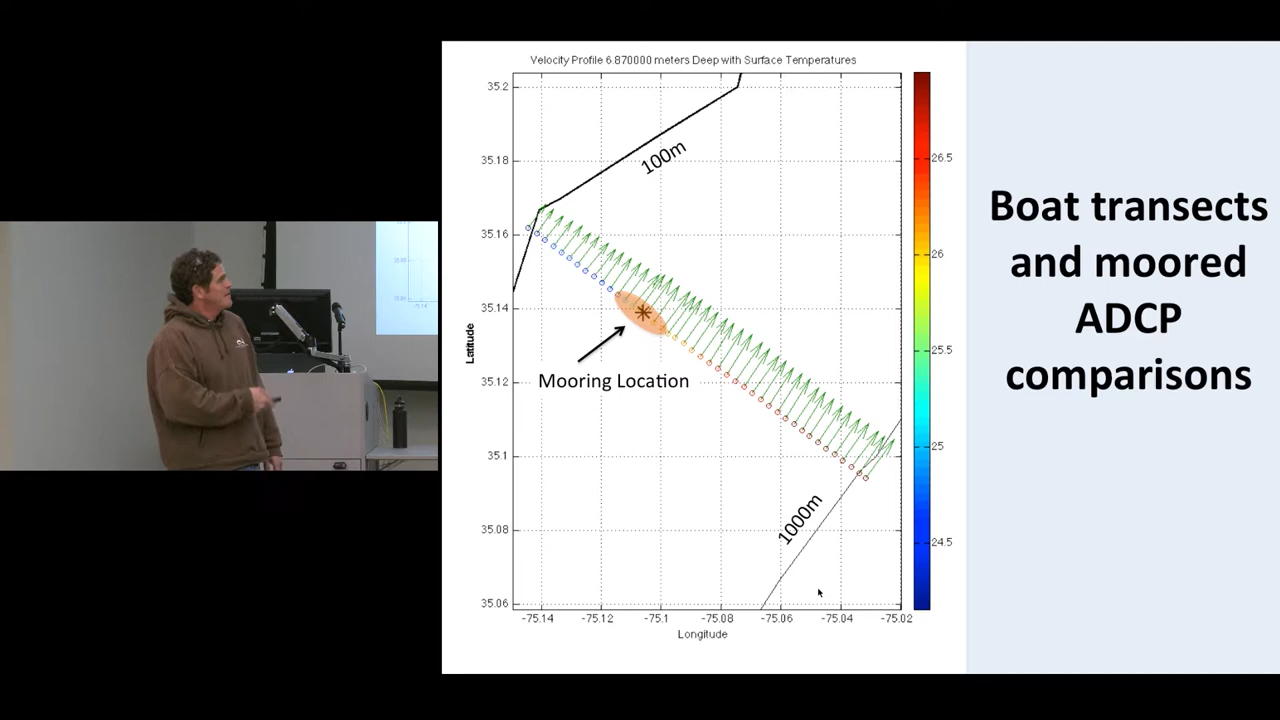 Velocity Profile 6.870000 meters Deep with Surface Temperatures
35.2
35.18
35.16
35.14
35.12
35.1
35.08
35.06
Latitude
-75.14
-75.12
-75.1
-75.08
-75.06
-75.04
-75.02
Longitude
100m
Mooring Location
1000m
26.5
26
25.5
25
24.5
Boat transects
and moored
ADCP
comparisons